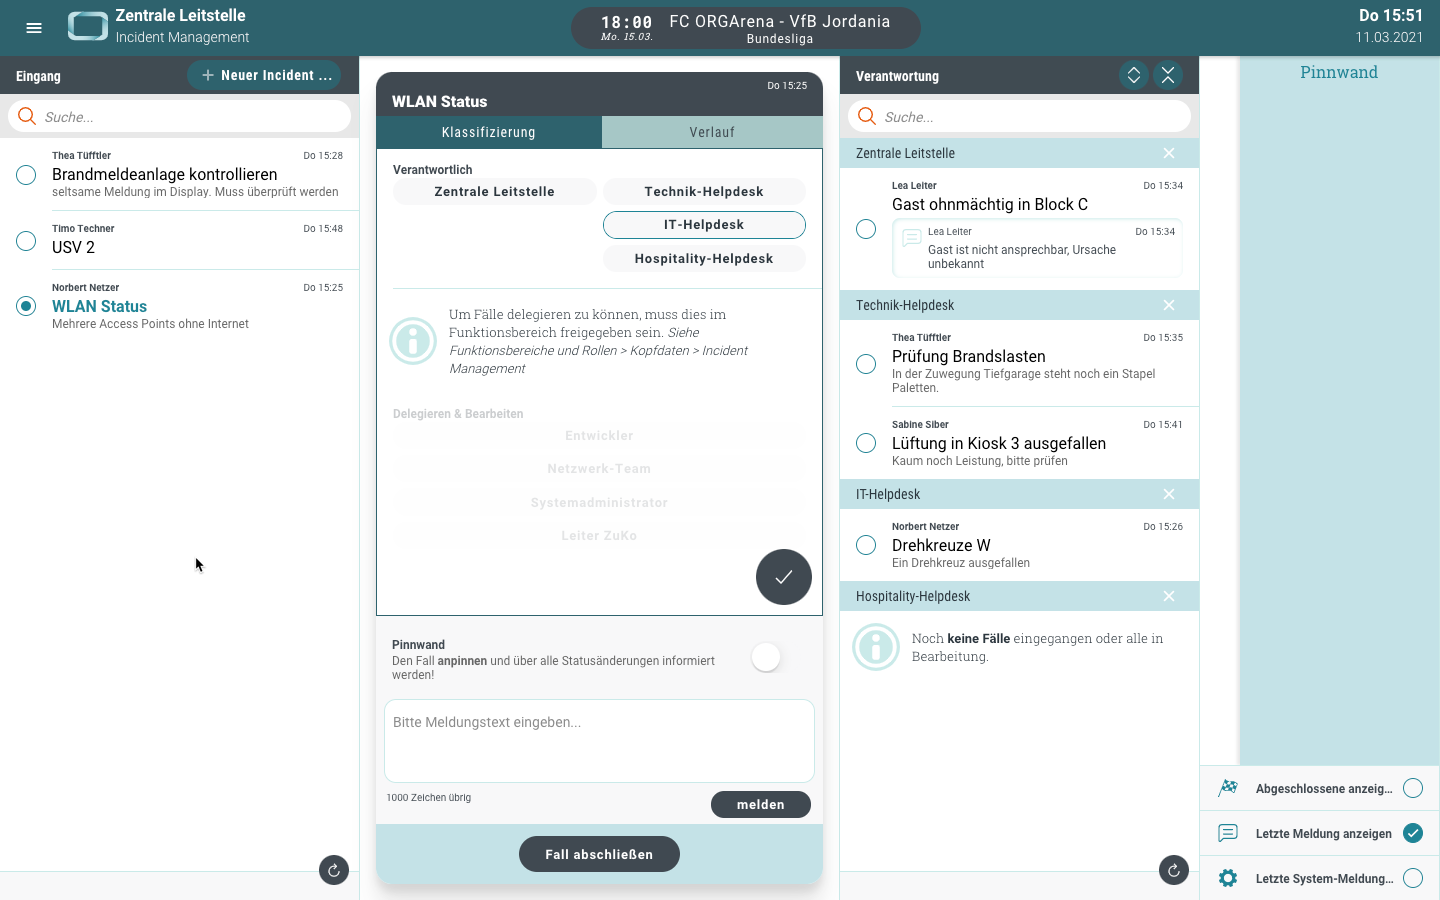 Zentrale Leitstelle
Incident Management
18:00
Mo. 15.03.
FC ORGArena - VfB Jordania
Bundesliga
Do 15:51
11.03.2021
Eingang
Neuer Incident ...
Suche...
Thea Tüfftler
Do 15:28
Brandmeldeanlage kontrollieren
seltsame Meldung im Display. Muss überprüft werden
Timo Techner
Do 15:48
USV 2
Norbert Netzer
Do 15:25
WLAN Status
Mehrere Access Points ohne Internet
Do 15:25
WLAN Status
Klassifizierung
Verlauf
Verantwortlich
Zentrale Leitstelle
Technik-Helpdesk
IT-Helpdesk
Hospitality-Helpdesk
Um Fälle delegieren zu können, muss dies im
Funktionsbereich freigegeben sein. Siehe
Funktionsbereiche und Rollen > Kopfdaten > Incident
Management
Delegieren & Bearbeiten
Entwickler
Netzwerk-Team
Systemadministrator
Leiter ZuKo
Pinnwand
Den Fall anpinnen und über alle Statusänderungen informiert
werden!
Bitte Meldungstext eingeben...
1000 Zeichen übrig
melden
Fall abschließen
Verantwortung
Suche...
Zentrale Leitstelle
Lea Leiter
Do 15:34
Gast ohnmächtig in Block C
Lea Leiter
Do 15:34
Gast ist nicht ansprechbar, Ursache
unbekannt
Technik-Helpdesk
Thea Tüfftler
Do 15:35
Prüfung Brandslasten
In der Zuwegung Tiefgarage steht noch ein Stapel
Paletten.
Sabine Siber
Do 15:41
Lüftung in Kiosk 3 ausgefallen
Kaum noch Leistung, bitte prüfen
IT-Helpdesk
Norbert Netzer
Do 15:26
Drehkreuze W
Ein Drehkreuz ausgefallen
Hospitality-Helpdesk
Noch keine Fälle eingegangen oder alle in
Bearbeitung.
Pinnwand
Abgeschlossene anzeig...
Letzte Meldung anzeigen
Letzte System-Meldung...